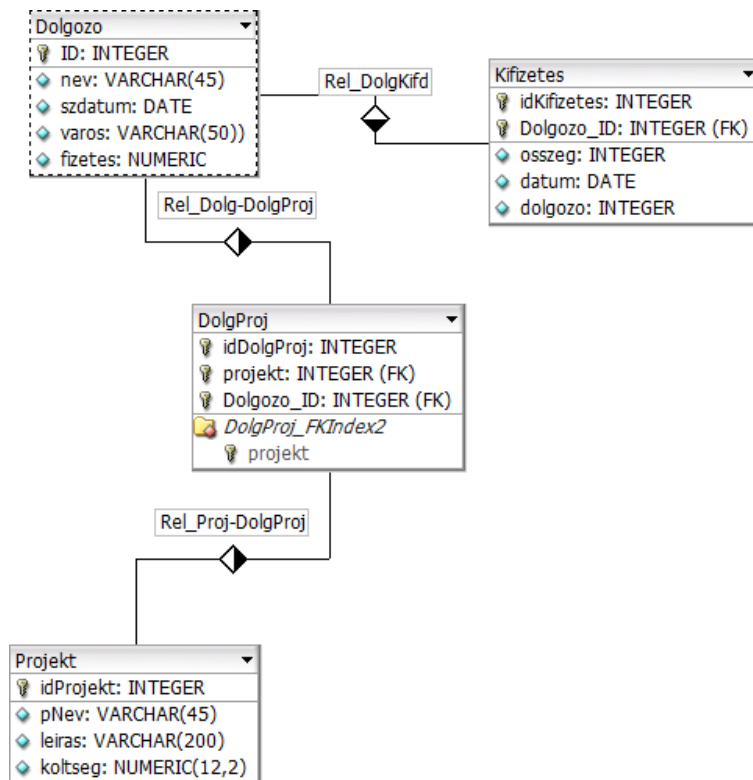 Dolgozo
ID: INTEGER
nev: VARCHAR(45)
szdatum: DATE
varos: VARCHAR(50))
fizetes: NUMERIC
Rel_DolgKifd
Kifizetes
idKifizetes: INTEGER
Dolgozo_ID: INTEGER (FK)
osszeg: INTEGER
datum: DATE
dolgozo: INTEGER
Rel_Dolg-DolgProj
DolgProj
idDolgProj: INTEGER
projekt: INTEGER (FK)
Dolgozo_ID: INTEGER (FK)
DolgProj_FKIndex2
projekt
Rel_Proj-DolgProj
Projekt
idProjekt: INTEGER
pNev: VARCHAR(45)
leiras: VARCHAR(200)
koltseg: NUMERIC(12,2)